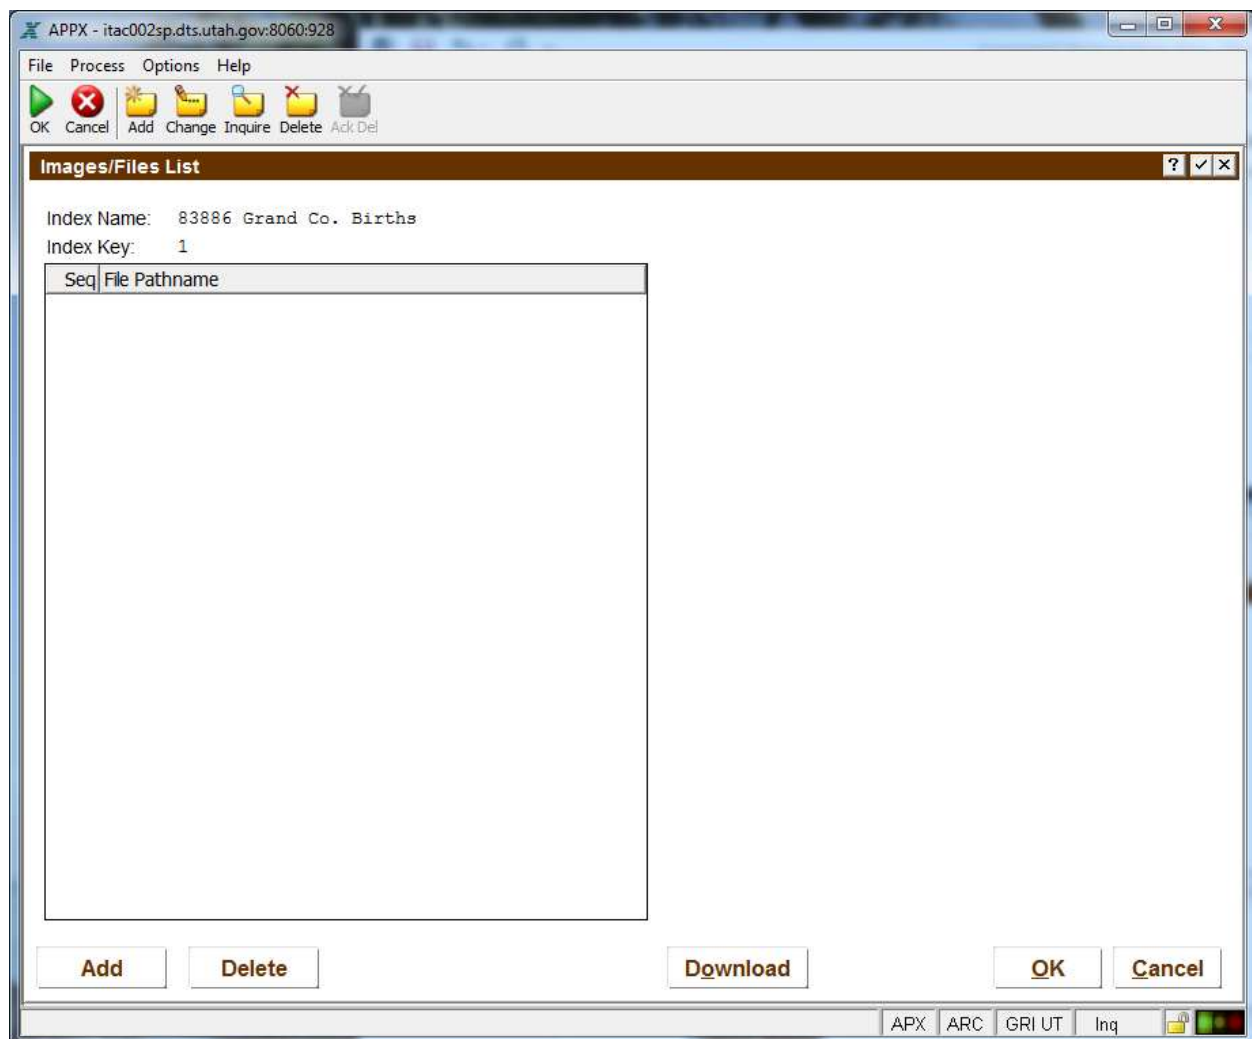 APPX - itac002sp.dts.utah.gov:8060:928
File Process Options Help
OK Cancel Add Change Inquire Delete Ack Del
Images/Files List
Index Name: 83886 Grand Co. Births
Index Key: 1
Seq File Pathname
Add Delete Download OK Cancel
APX ARC GRI UT Inq